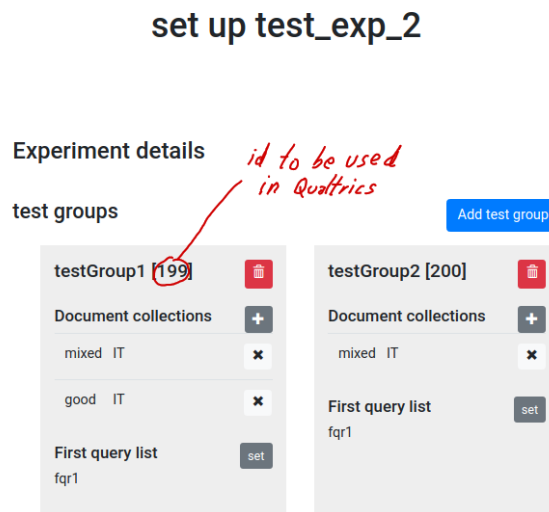 set up test_exp_2
Experiment details
id to be used
in Qualtrics
test groups
Add test group
testGroup1 [199]
Document collections
mixed IT
good IT
First query list
set
fqr1
testGroup2 [200]
Document collections
mixed IT
First query list
set
fqr1